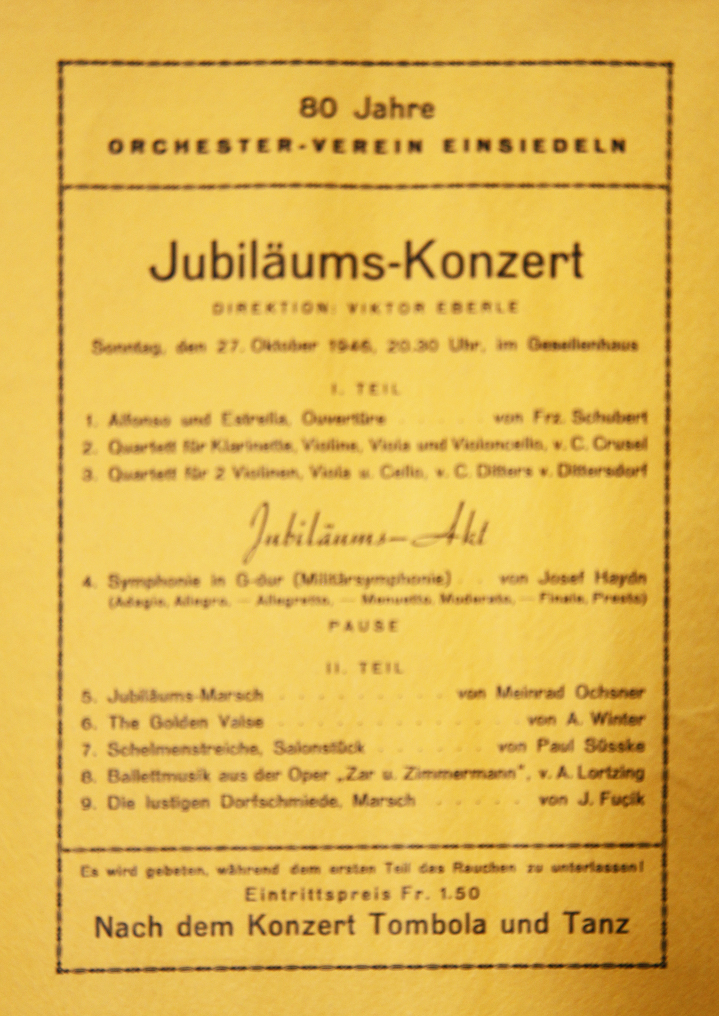 80 Jahre
ORCHESTER-VEREIN EINSIEDELN
Jubiläums-Konzert
DIREKTION: VIKTOR EBERLE
Sonntag, den 27. Oktober 1946, 20.30 Uhr, im Gesellenhaus
I. TEIL
1. Alfonso und Estrella, Ouvertüre . . . . . von Frz. Schubert
2. Quartett für Klarinette, Violine, Viola und Violoncello, v. C. Crusel
3. Quartett für 2 Violinen, Viola u. Cello, v. C. Ditters v. Dittersdorf
Jubiläums-Akt
4. Symphonie in G-dur (Militärsymphonie) . . von Josef Haydn
(Adagio, Allegro, — Allegretto, — Menuetto, Moderato, — Finale, Presto)
PAUSE
II. TEIL
5. Jubiläums-Marsch . . . . . . . . . von Meinrad Ochsner
6. The Golden Valse . . . . . . . . . . . von A. Winter
7. Schelmenstreiche, Salonstück . . . . . . von Paul Süsske
8. Ballettmusik aus der Oper „Zar u. Zimmermann", v. A. Lortzing
9. Die lustigen Dorfschmiede, Marsch . . . . . von J. Fuçik
Es wird gebeten, während dem ersten Teil das Rauchen zu unterlassen!
Eintrittspreis Fr. 1.50
Nach dem Konzert Tombola und Tanz